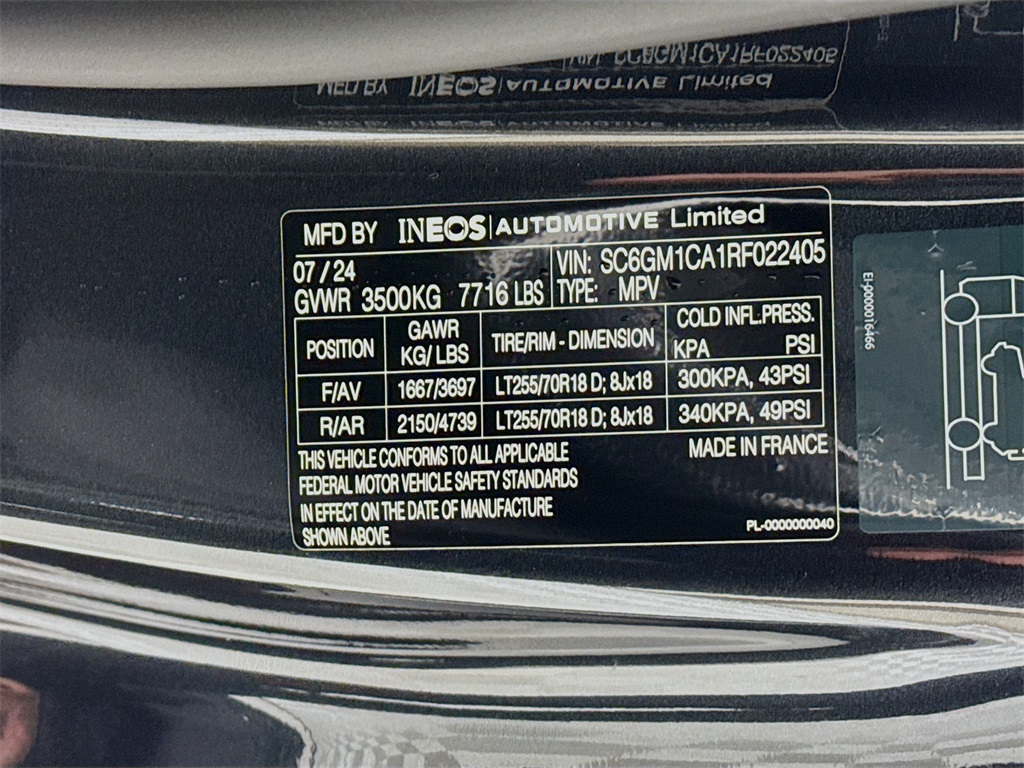 MFD BY INEOS | AUTOMOTIVE Limited
07 / 24
VIN: SC6GM1CA1RF022405
GVWR 3500KG 7716 LBS
TYPE: MPV
POSITION GAWR KG/ LBS TIRE/RIM - DIMENSION COLD INFL.PRESS. KPA PSI
F/AV 1667/3697 LT255/70R18 D; 8Jx18 300KPA, 43PSI
R/AR 2150/4739 LT255/70R18 D; 8Jx18 340KPA, 49PSI
MADE IN FRANCE
THIS VEHICLE CONFORMS TO ALL APPLICABLE
FEDERAL MOTOR VEHICLE SAFETY STANDARDS
IN EFFECT ON THE DATE OF MANUFACTURE
SHOWN ABOVE
PL-0000000040
EI-0000016466